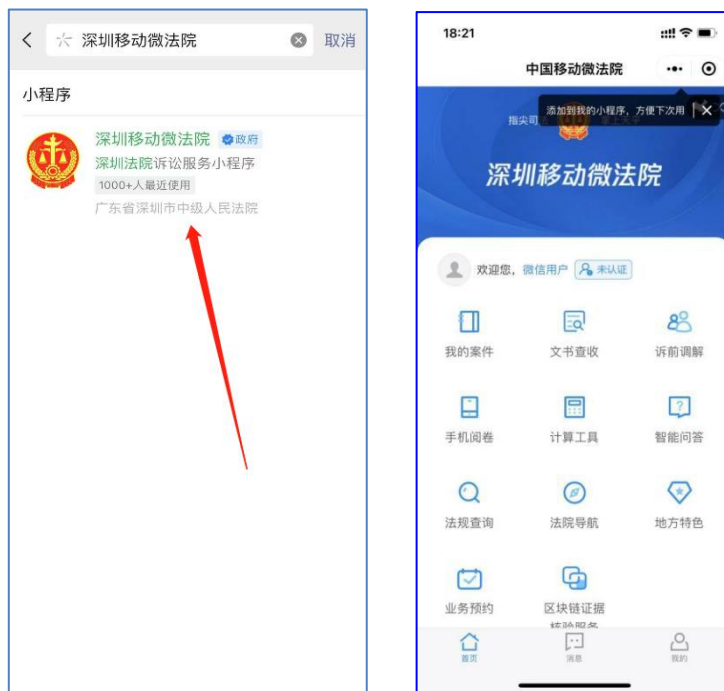 深圳移动微法院
取消
小程序
深圳移动微法院 政府
深圳法院诉讼服务小程序
1000+人最近使用
广东省深圳市中级人民法院
18:21
中国移动微法院
添加到我的小程序，方便下次用
指尖司
深圳移动微法院
欢迎您，微信用户 未认证
我的案件 文书查收 诉前调解
手机阅卷 计算工具 智能问答
法规查询 法院导航 地方特色
业务预约 区块链证据
核验服务
首页 消息 我的